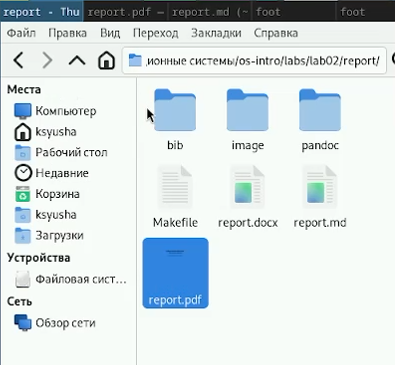 report - Thu report.pdf — report.md (~ foot foot
Файл Правка Вид Переход Закладки Справка
ионные системы/os-intro/labs/lab02/report/
Места
Компьютер
ksyusha
Рабочий стол
Недавние
Корзина
ksyusha
Загрузки
Устройства
Файловая сист...
Сеть
Обзор сети
bib image pandoc
Makefile report.docx report.md
report.pdf